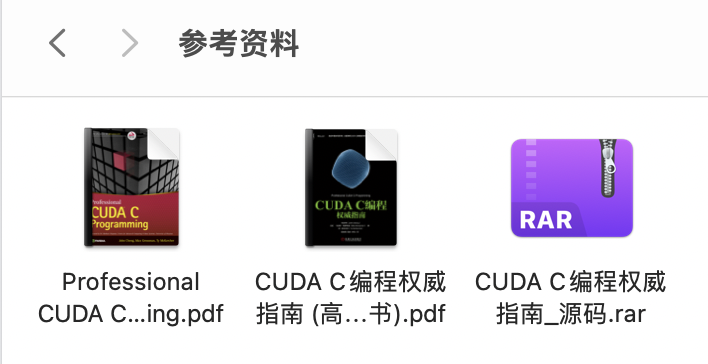 参考资料
Professional
CUDA C
Programming
CUDA C编程
权威指南
RAR
Professional
CUDA C...ing.pdf
CUDA C编程权威
指南 (高...书).pdf
CUDA C编程权威
指南_源码.rar